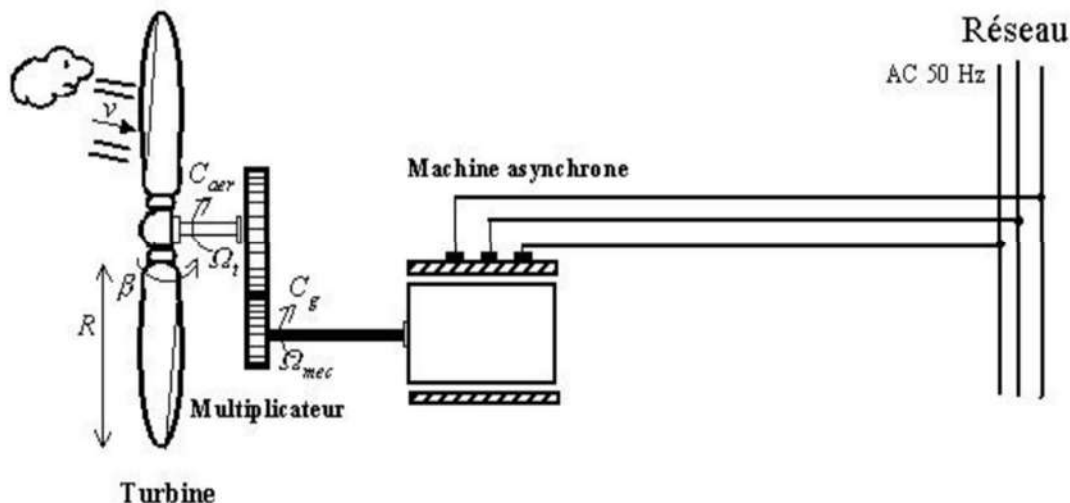 Réseau
AC 50 Hz
v
Machine asynchrone
C_aer
Ω_t
β
C_g
R
Ω_mec
Multiplicateur
Turbine